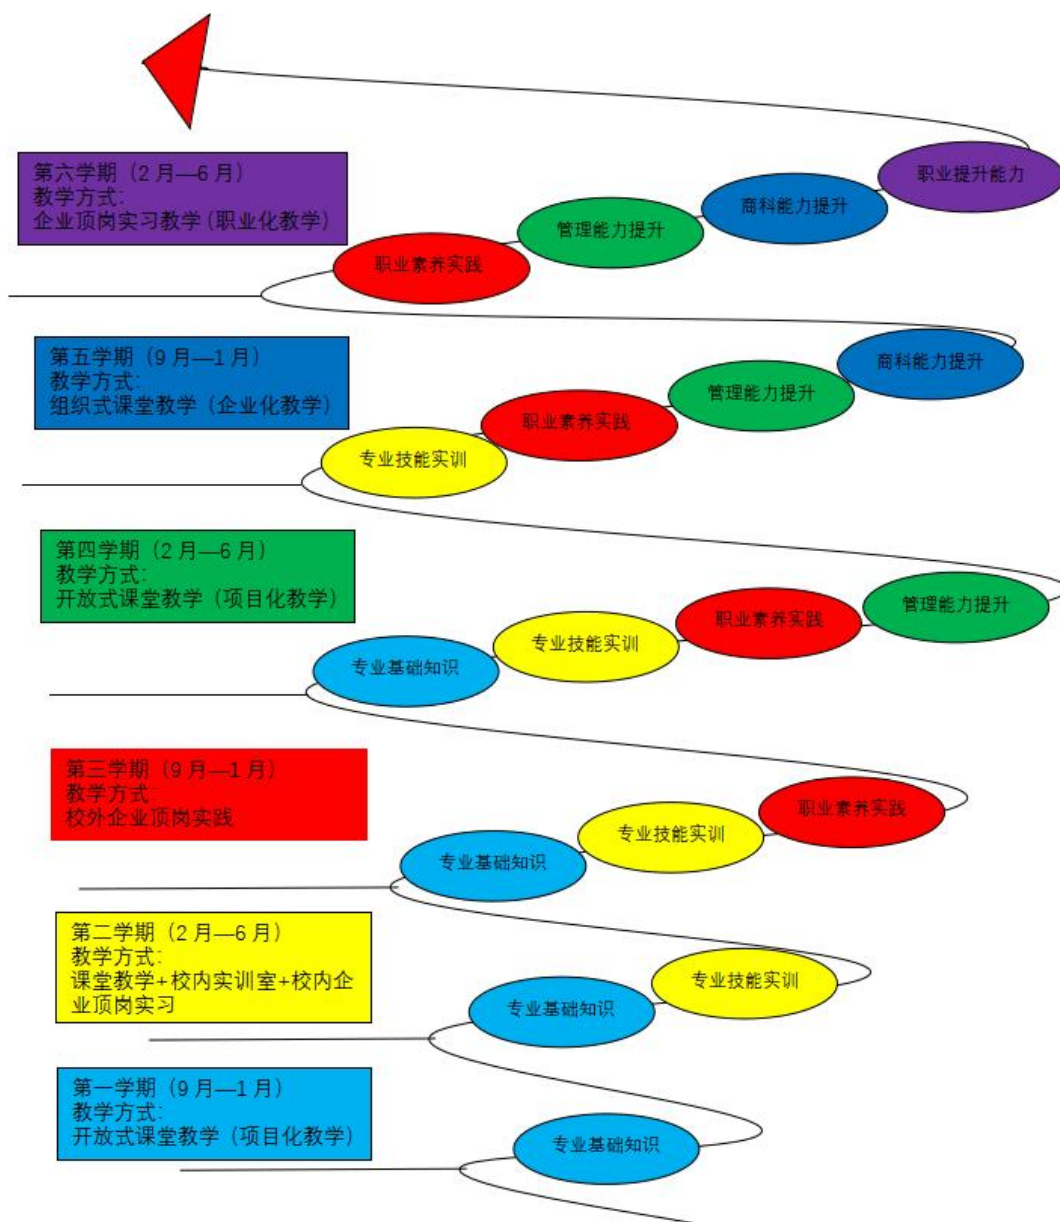 第六学期（2 月—6 月）
教学方式：
企业顶岗实习教学（职业化教学）
职业素养实践
管理能力提升
商科能力提升
职业提升能力
第五学期（9 月—1 月）
教学方式：
组织式课堂教学（企业化教学）
专业技能实训
职业素养实践
管理能力提升
商科能力提升
第四学期（2 月—6 月）
教学方式：
开放式课堂教学（项目化教学）
专业基础知识
专业技能实训
职业素养实践
管理能力提升
第三学期（9 月—1 月）
教学方式：
校外企业顶岗实践
专业基础知识
专业技能实训
职业素养实践
第二学期（2 月—6 月）
教学方式：
课堂教学+校内实训室+校内企
业顶岗实习
专业基础知识
专业技能实训
第一学期（9 月—1 月）
教学方式：
开放式课堂教学（项目化教学）
专业基础知识